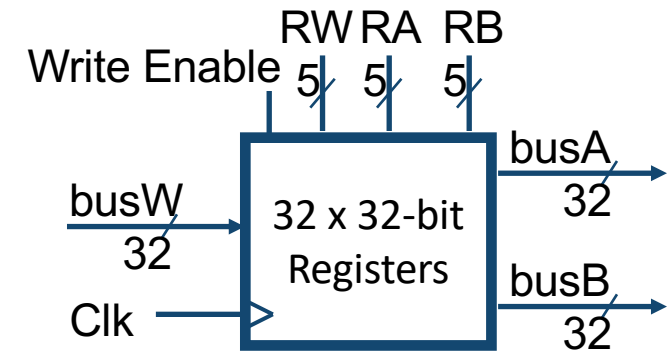 RW RA RB
Write Enable 5 5 5
busA
32
busW
32
32 x 32-bit
Registers
busB
32
Clk